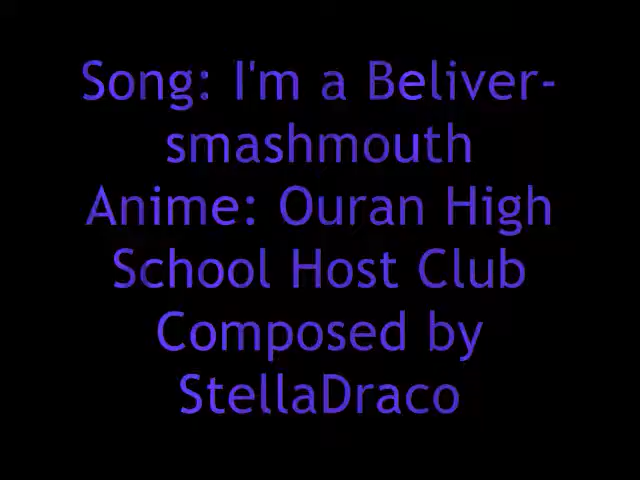 Song: I'm a Beliver-
smashmouth
Anime: Ouran High
School Host Club
Composed by
StellaDraco